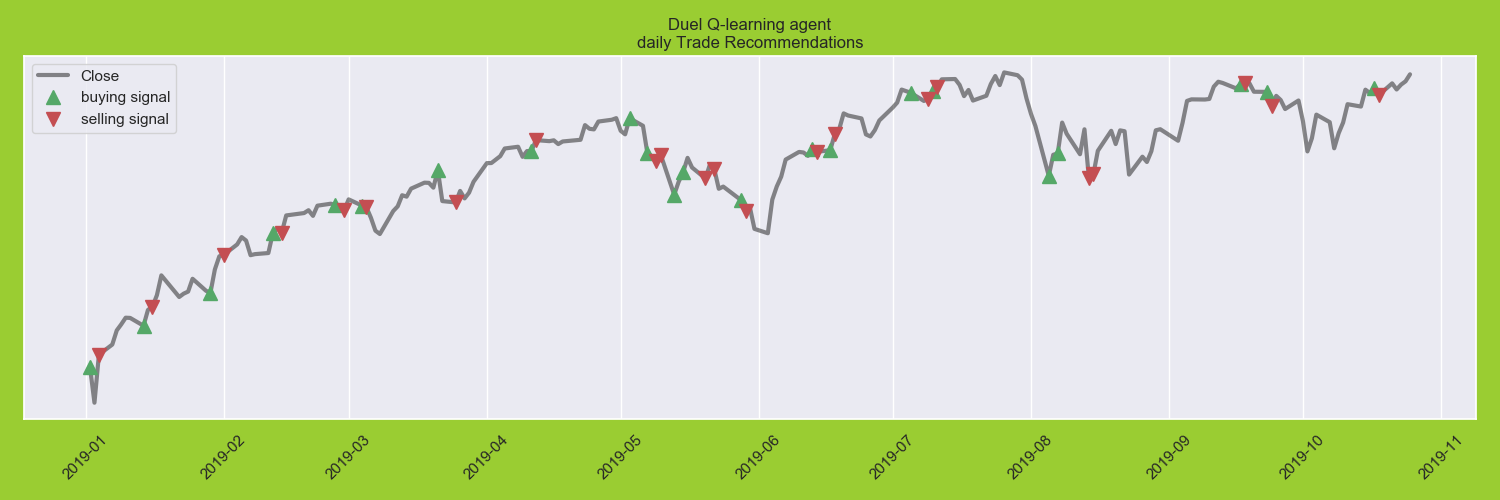 Duel Q-learning agent
daily Trade Recommendations
Close
buying signal
selling signal
2019-01
2019-02
2019-03
2019-04
2019-05
2019-06
2019-07
2019-08
2019-09
2019-10
2019-11